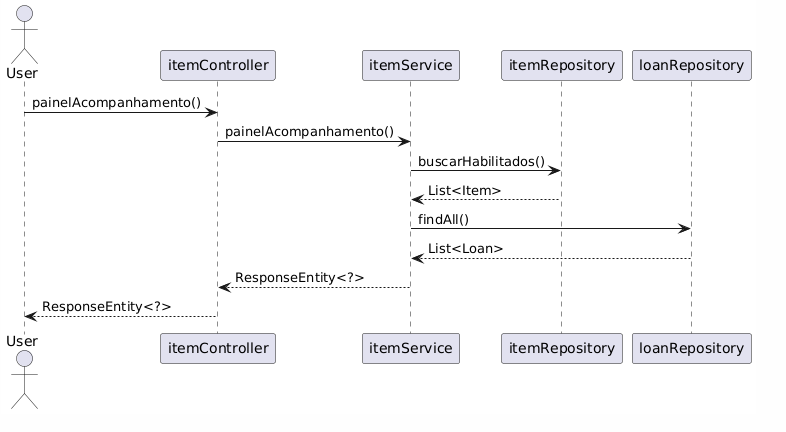 User
itemController
itemService
itemRepository
loanRepository
painelAcompanhamento()
painelAcompanhamento()
buscarHabilitados()
List<Item>
findAll()
List<Loan>
ResponseEntity<?>
ResponseEntity<?>
User
itemController
itemService
itemRepository
loanRepository